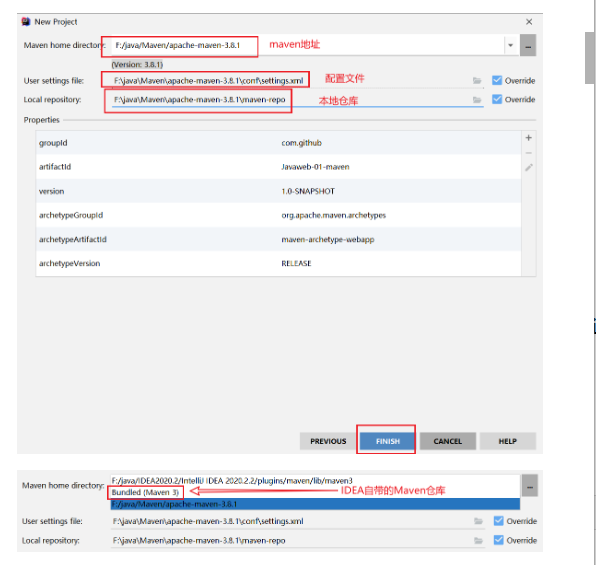 New Project
Maven home directory: F:/java/Maven/apache-maven-3.8.1 maven地址
(Version: 3.8.1)
User settings file: F:\java\Maven\apache-maven-3.8.1\conf\settings.xml 配置文件 Override
Local repository: F:\java\Maven\apache-maven-3.8.1\maven-repo 本地仓库 Override
Properties
groupId com.github
artifactId Javaweb-01-maven
version 1.0-SNAPSHOT
archetypeGroupId org.apache.maven.archetypes
archetypeArtifactId maven-archetype-webapp
archetypeVersion RELEASE
PREVIOUS FINISH CANCEL HELP
F:/java/IDEA2020.2/IntelliJ IDEA 2020.2.2/plugins/maven/lib/maven3
Maven home directory: Bundled (Maven 3) IDEA自带的Maven仓库
F:/java/Maven/apache-maven-3.8.1
User settings file: F:\java\Maven\apache-maven-3.8.1\conf\settings.xml Override
Local repository: F:\java\Maven\apache-maven-3.8.1\maven-repo Override